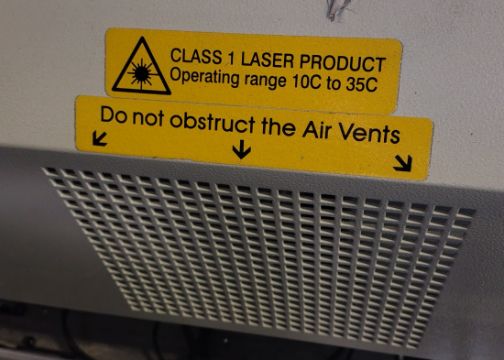 CLASS 1 LASER PRODUCT
Operating range 10C to 35C
Do not obstruct the Air Vents